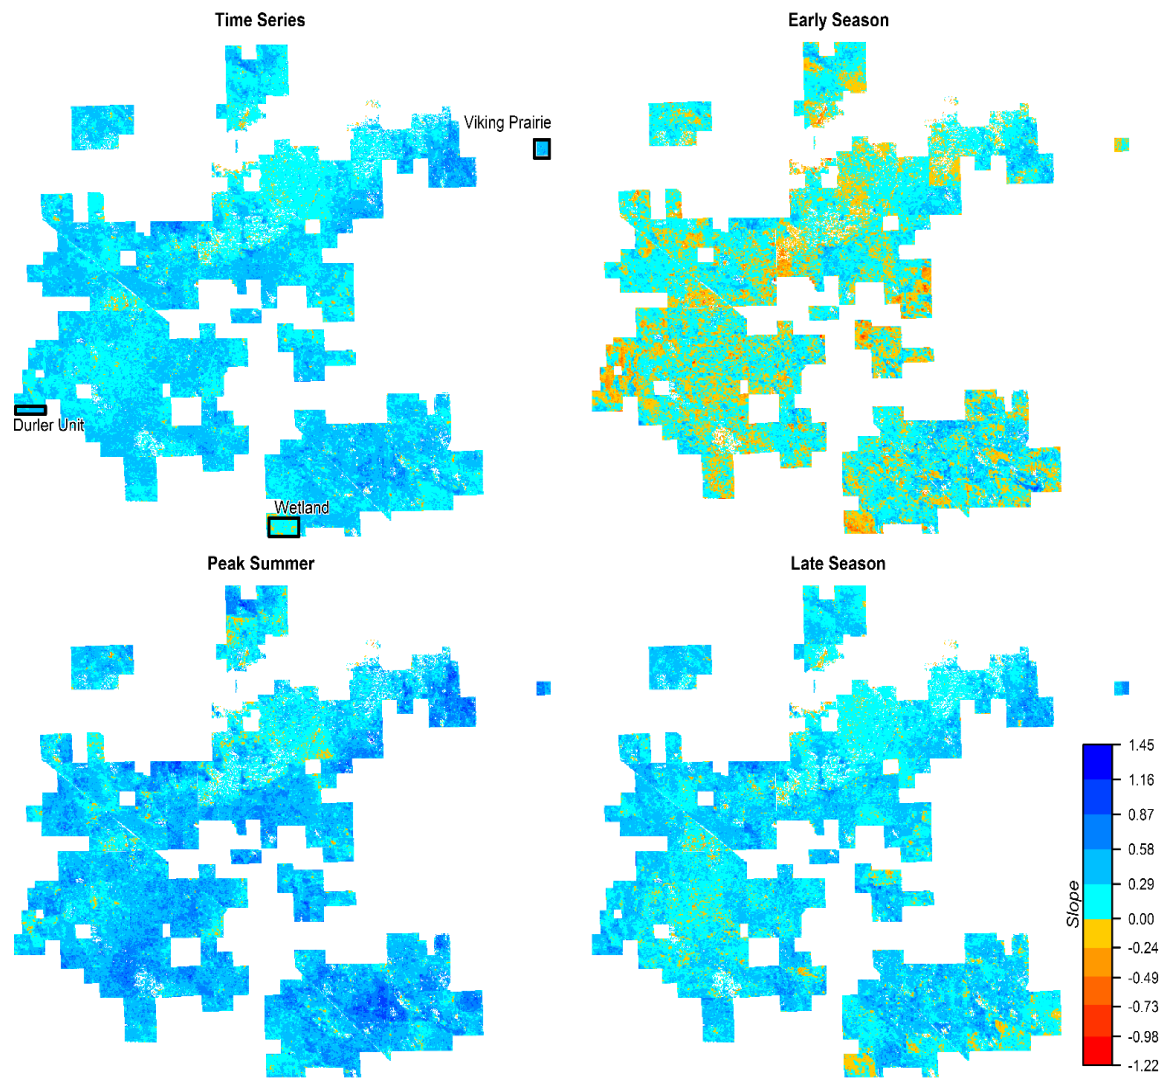 Time Series
Early Season
Viking Prairie
Durler Unit
Wetland
Peak Summer
Late Season
Slope
1.45
1.16
0.87
0.58
0.29
0.00
-0.24
-0.49
-0.73
-0.98
-1.22